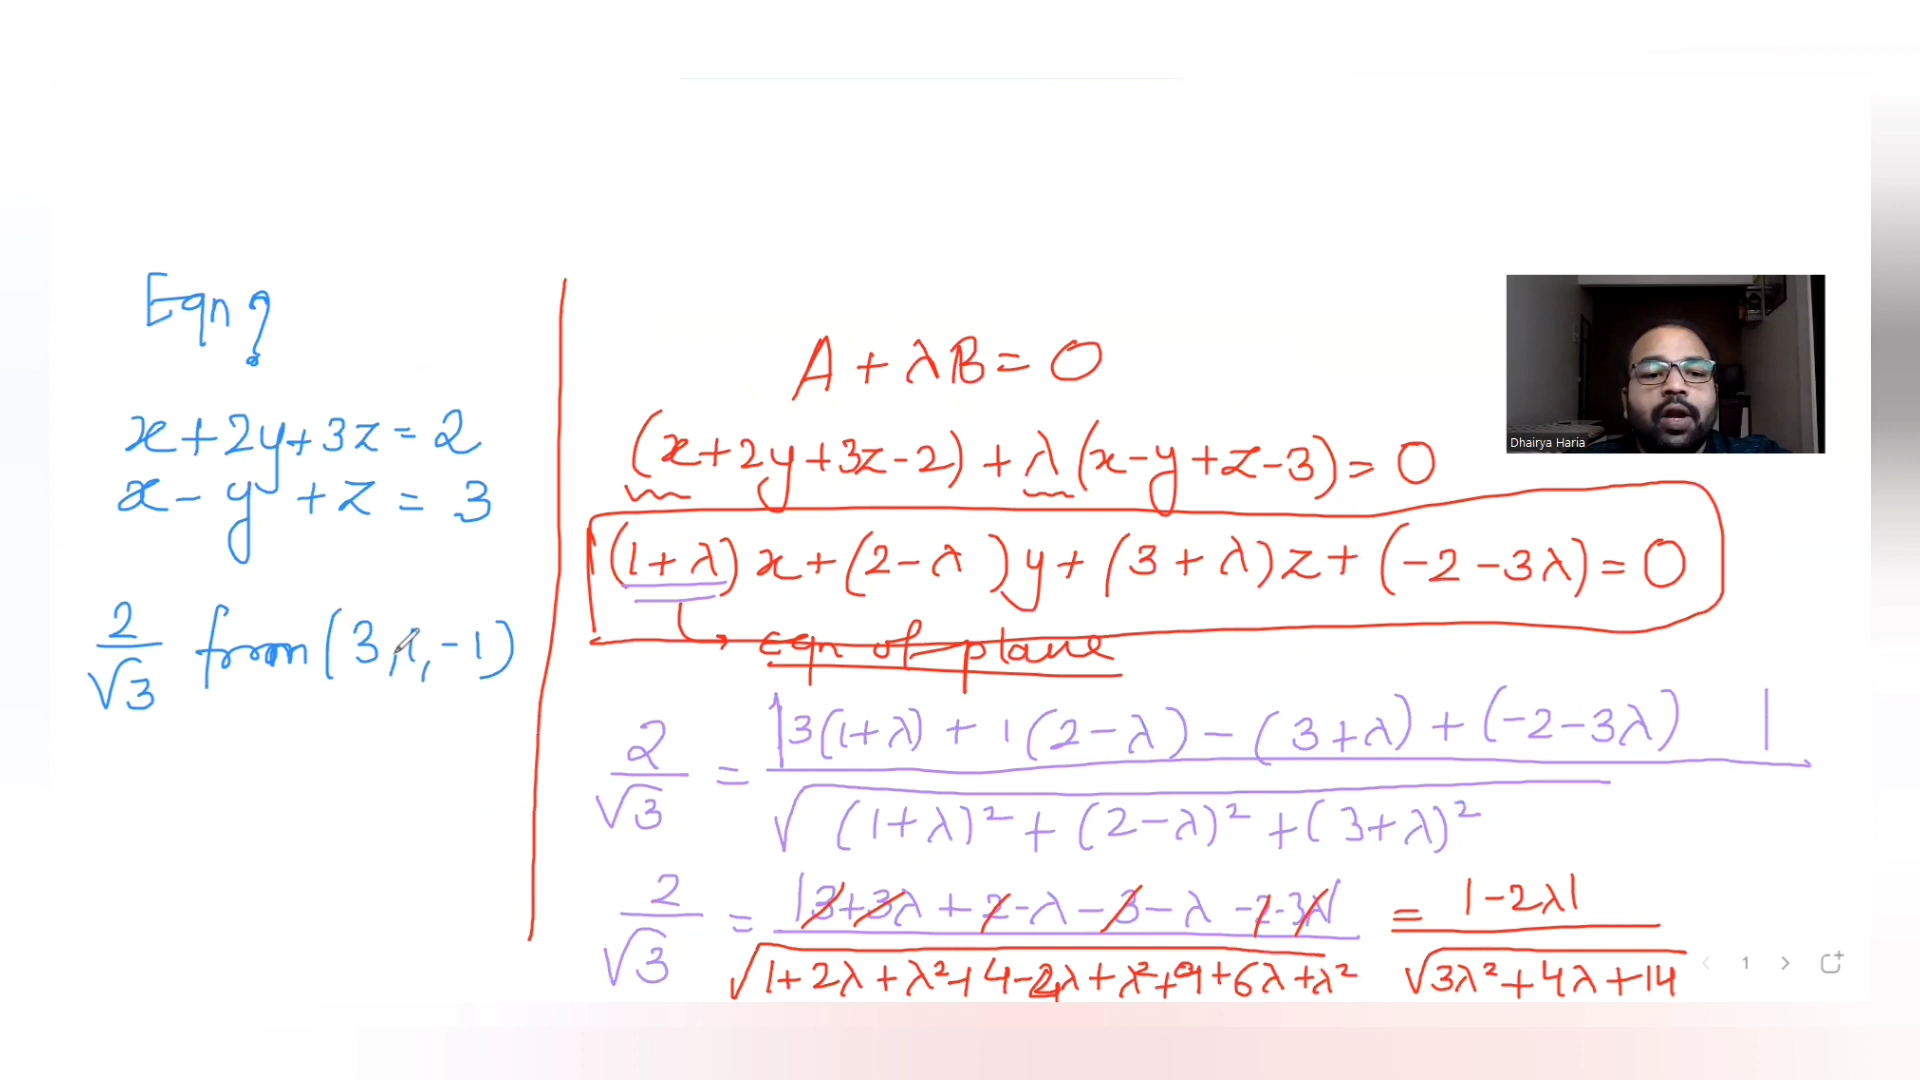 Eqn?
x+2y+3z=2
x-y+z=3
2/√3 from (3,1,-1)
A+λB=0
(x+2y+3z-2)+λ(x-y+z-3)=0
(1+λ)x+(2-λ)y+(3+λ)z+(-2-3λ)=0
eqn of plane
2/√3 = |3(1+λ)+1(2-λ)-(3+λ)+(-2-3λ)| / √(1+λ)²+(2-λ)²+(3+λ)²
2/√3 = |3+3λ+2-λ-3-λ-2-3λ| / √1+2λ+λ²+4-4λ+λ²+9+6λ+λ² = |-2λ| / √3λ²+4λ+14
Dhairya Haria
1